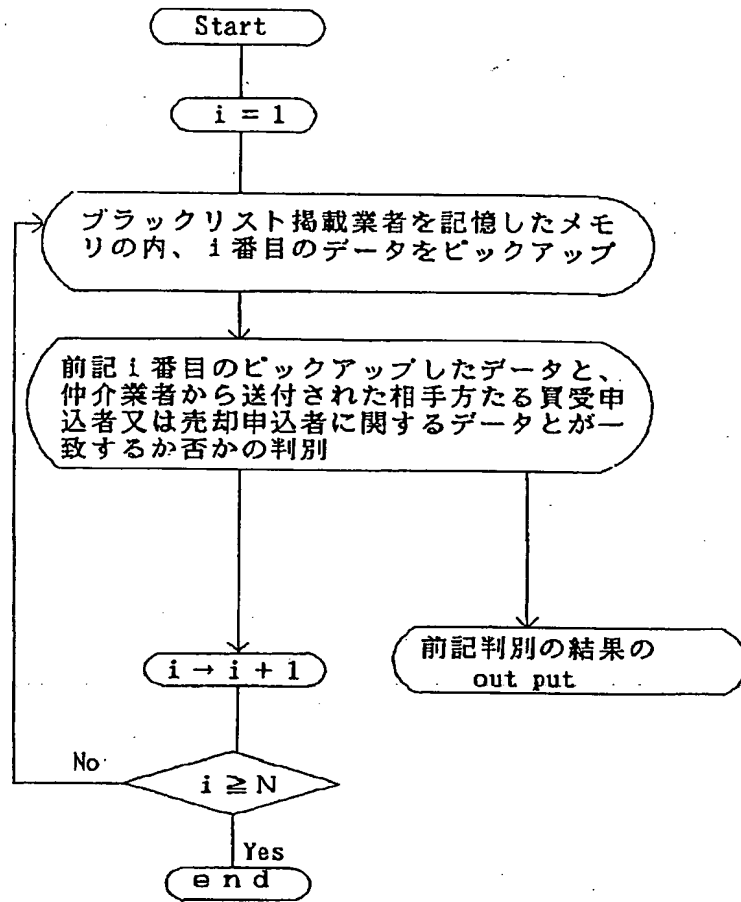 Start
i = 1
ブラックリスト掲載業者を記憶したメモ
リの内、i番目のデータをピックアップ
前記i番目のピックアップしたデータと、
仲介業者から送付された相手方たる買受申
込者又は売却申込者に関するデータとが一
致するか否かの判別
i → i + 1
前記判別の結果の
out put
No
i ≧ N
Yes
end